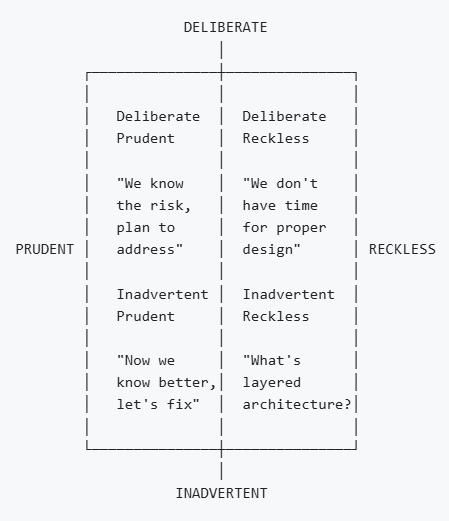 DELIBERATE
Deliberate Deliberate
Prudent Reckless
"We know "We don't
the risk, have time
plan to for proper
PRUDENT address" design" RECKLESS
Inadvertent Inadvertent
Prudent Reckless
"Now we "What's
know better, layered
let's fix" architecture?
INADVERTENT